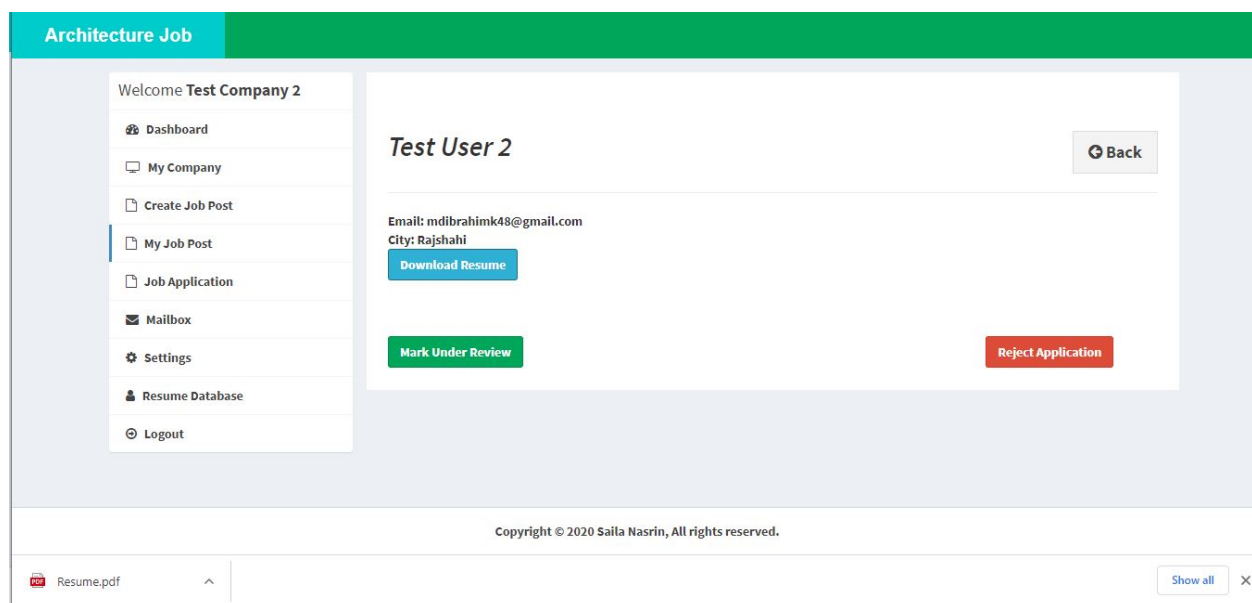 Architecture Job
Welcome Test Company 2
Dashboard
My Company
Create Job Post
My Job Post
Job Application
Mailbox
Settings
Resume Database
Logout
Test User 2
Back
Email: mdibrahimk48@gmail.com
City: Rajshahi
Download Resume
Mark Under Review
Reject Application
Copyright © 2020 Saila Nasrin, All rights reserved.
PDF
Resume.pdf
Show all